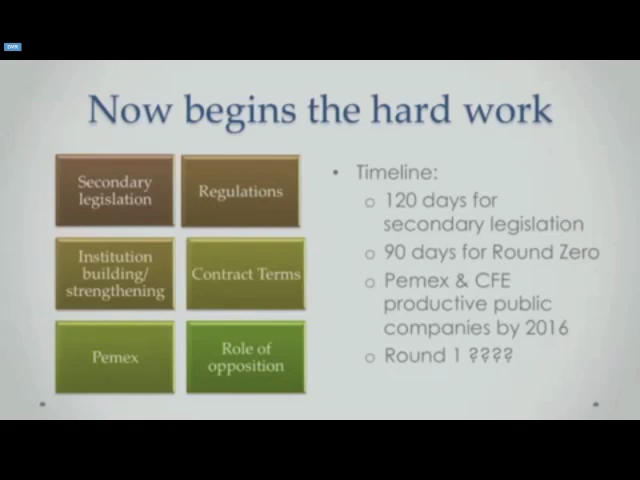 DVR
Now begins the hard work
Secondary
legislation
Regulations
Institution
building/
strengthening
Contract Terms
Pemex
Role of
opposition
• Timeline:
o 120 days for
secondary legislation
o 90 days for Round Zero
o Pemex & CFE
productive public
companies by 2016
o Round 1 ????